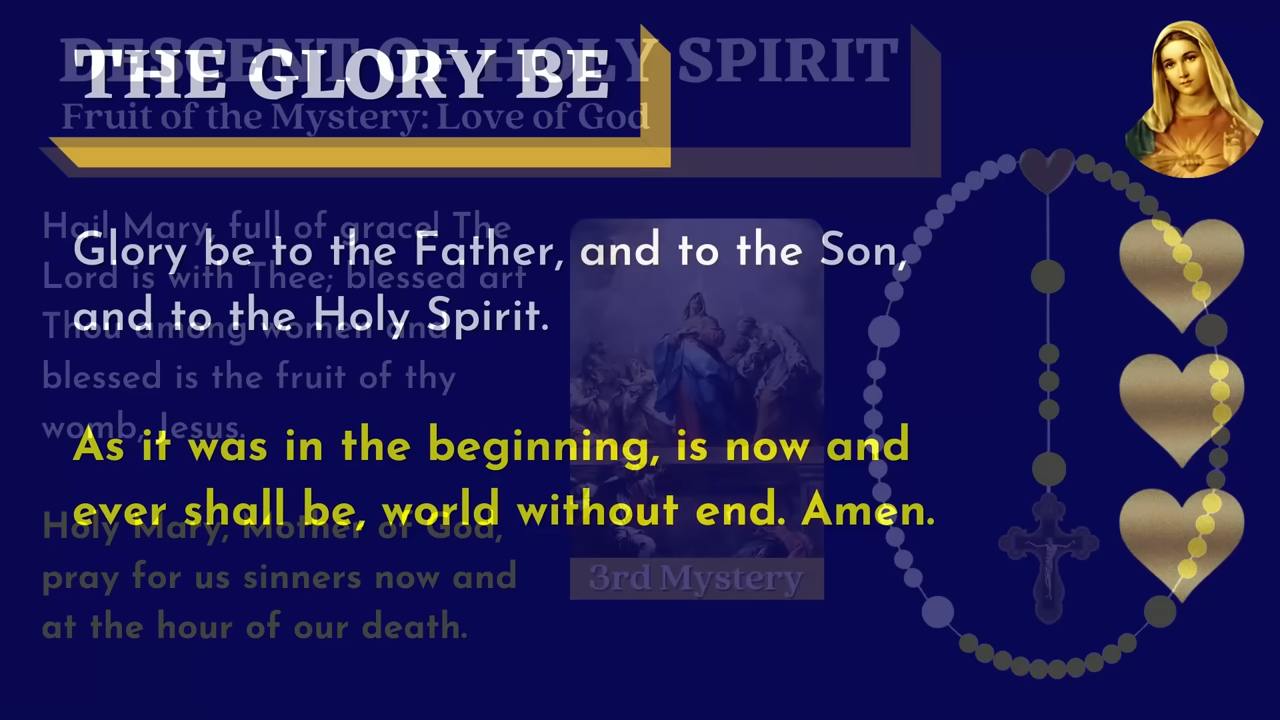 DESCENT OF HOLY SPIRIT
THE GLORY BE
Fruit of the Mystery: Love of God
Hail Mary, full of grace! The
Lord is with Thee; blessed art
Thou among women and
blessed is the fruit of thy
womb, Jesus.
Holy Mary, Mother of God,
pray for us sinners now and
at the hour of our death.
Glory be to the Father, and to the Son,
and to the Holy Spirit.
As it was in the beginning, is now and
ever shall be, world without end. Amen.
3rd Mystery